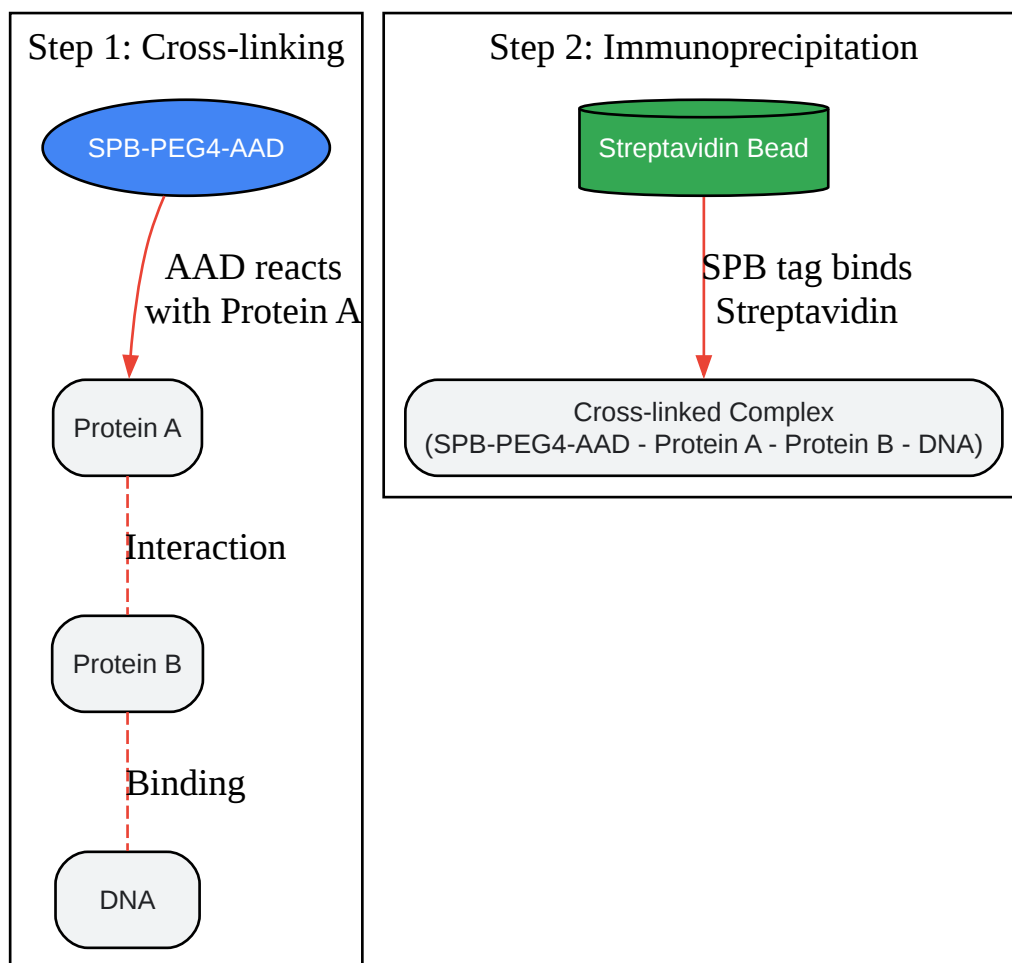 Step 1: Cross-linking
SPB-PEG4-AAD
AAD reacts
with Protein A
Protein A
Interaction
Protein B
Binding
DNA
Step 2: Immunoprecipitation
Streptavidin Bead
SPB tag binds
Streptavidin
Cross-linked Complex
(SPB-PEG4-AAD - Protein A - Protein B - DNA)